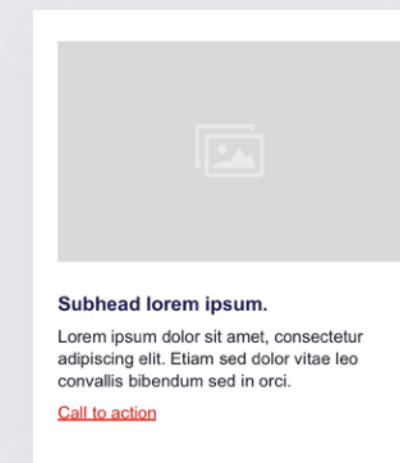 Subhead lorem ipsum.
Lorem ipsum dolor sit amet, consectetur
adipiscing elit. Etiam sed dolor vitae leo
convallis bibendum sed in orci.
Call to action